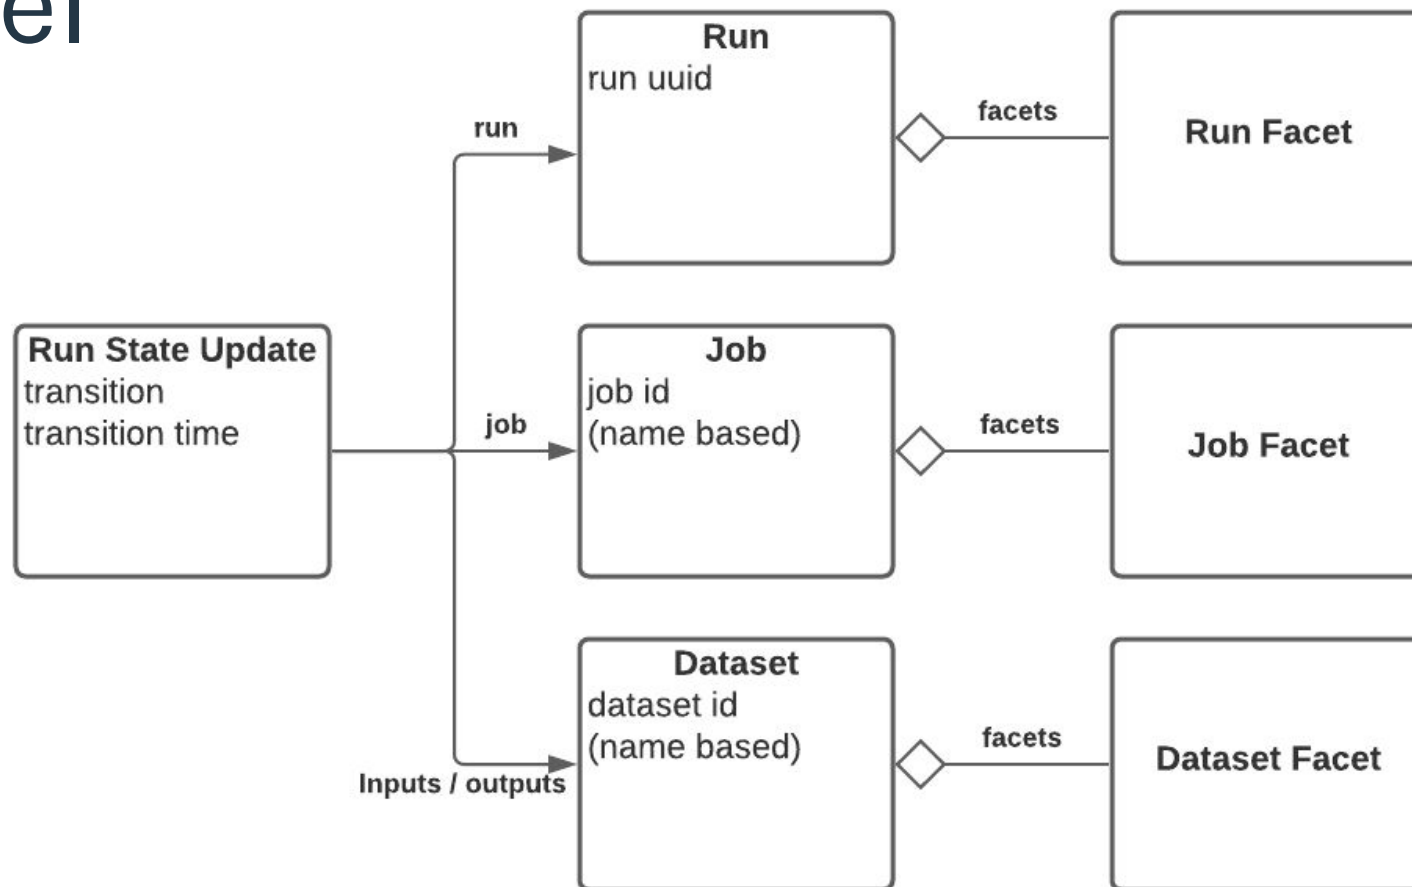 Run
run uuid
run
facets
Run Facet
Run State Update
transition
transition time
job
Job
job id
(name based)
facets
Job Facet
Inputs / outputs
Dataset
dataset id
(name based)
facets
Dataset Facet